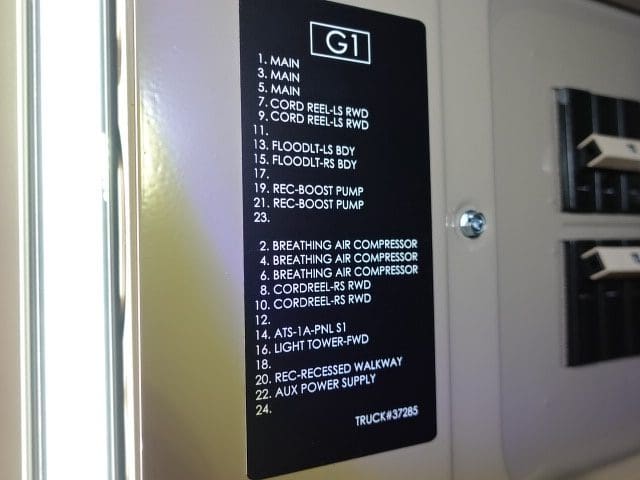 G1
1. MAIN
3. MAIN
5. MAIN
7. CORD REEL-LS RWD
9. CORD REEL-LS RWD
11.
13. FLOODLT-LS BDY
15. FLOODLT-RS BDY
17.
19. REC-BOOST PUMP
21. REC-BOOST PUMP
23.
2. BREATHING AIR COMPRESSOR
4. BREATHING AIR COMPRESSOR
6. BREATHING AIR COMPRESSOR
8. CORDREEL-RS RWD
10. CORDREEL-RS RWD
12.
14. ATS-1A-PNL S1
16. LIGHT TOWER-FWD
18.
20. REC-RECESSED WALKWAY
22. AUX POWER SUPPLY
24.
TRUCK#37285